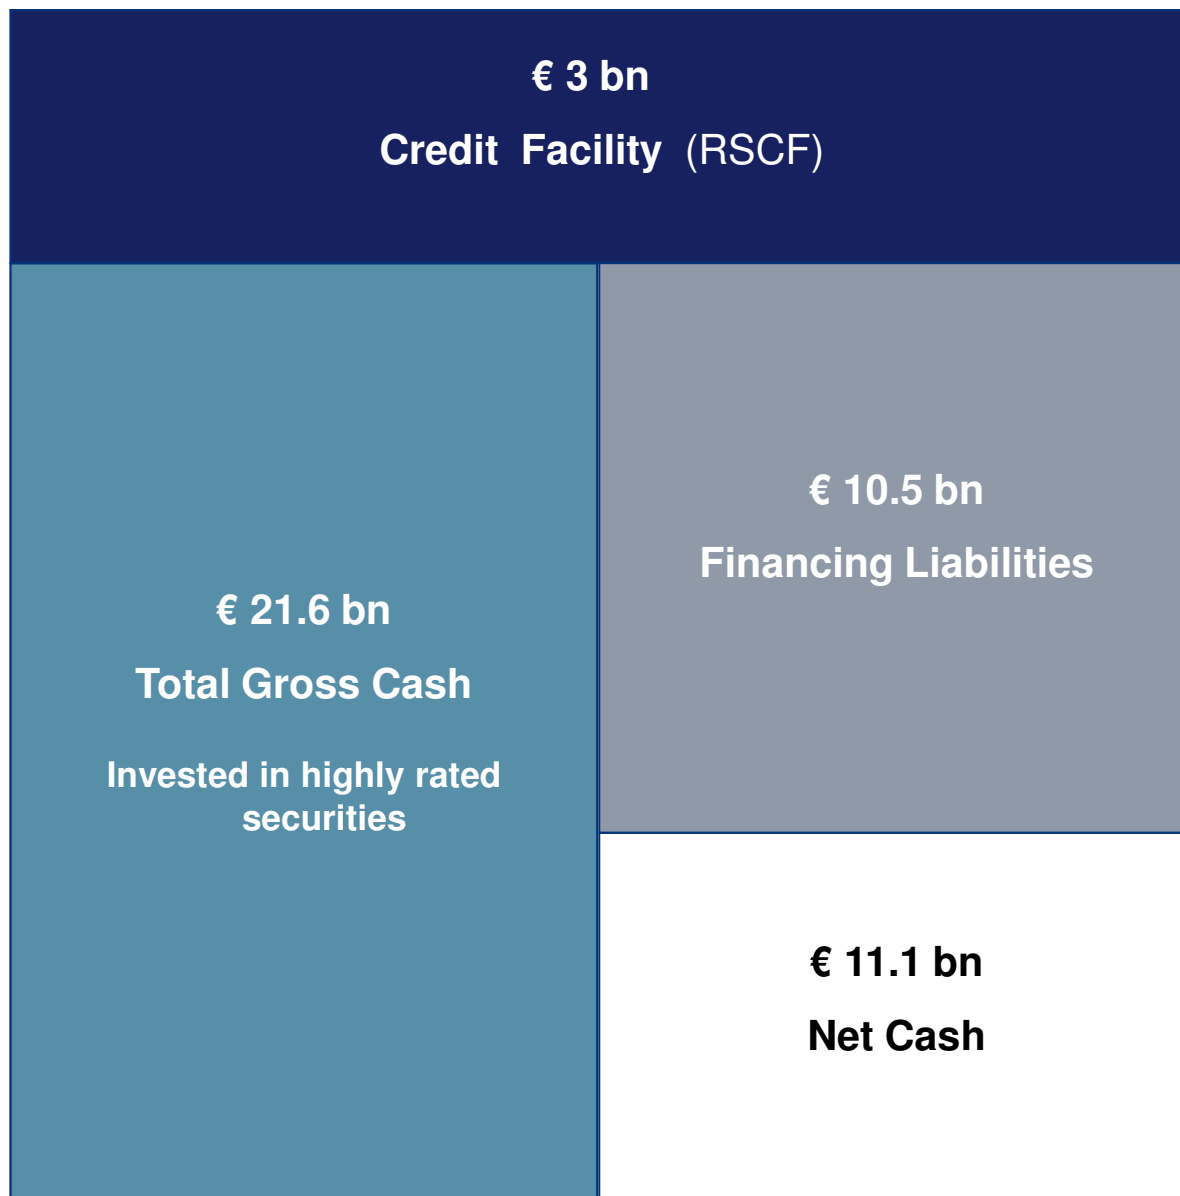 € 3 bn
Credit Facility (RSCF)
€ 21.6 bn
Total Gross Cash
Invested in highly rated
securities
€ 10.5 bn
Financing Liabilities
€ 11.1 bn
Net Cash